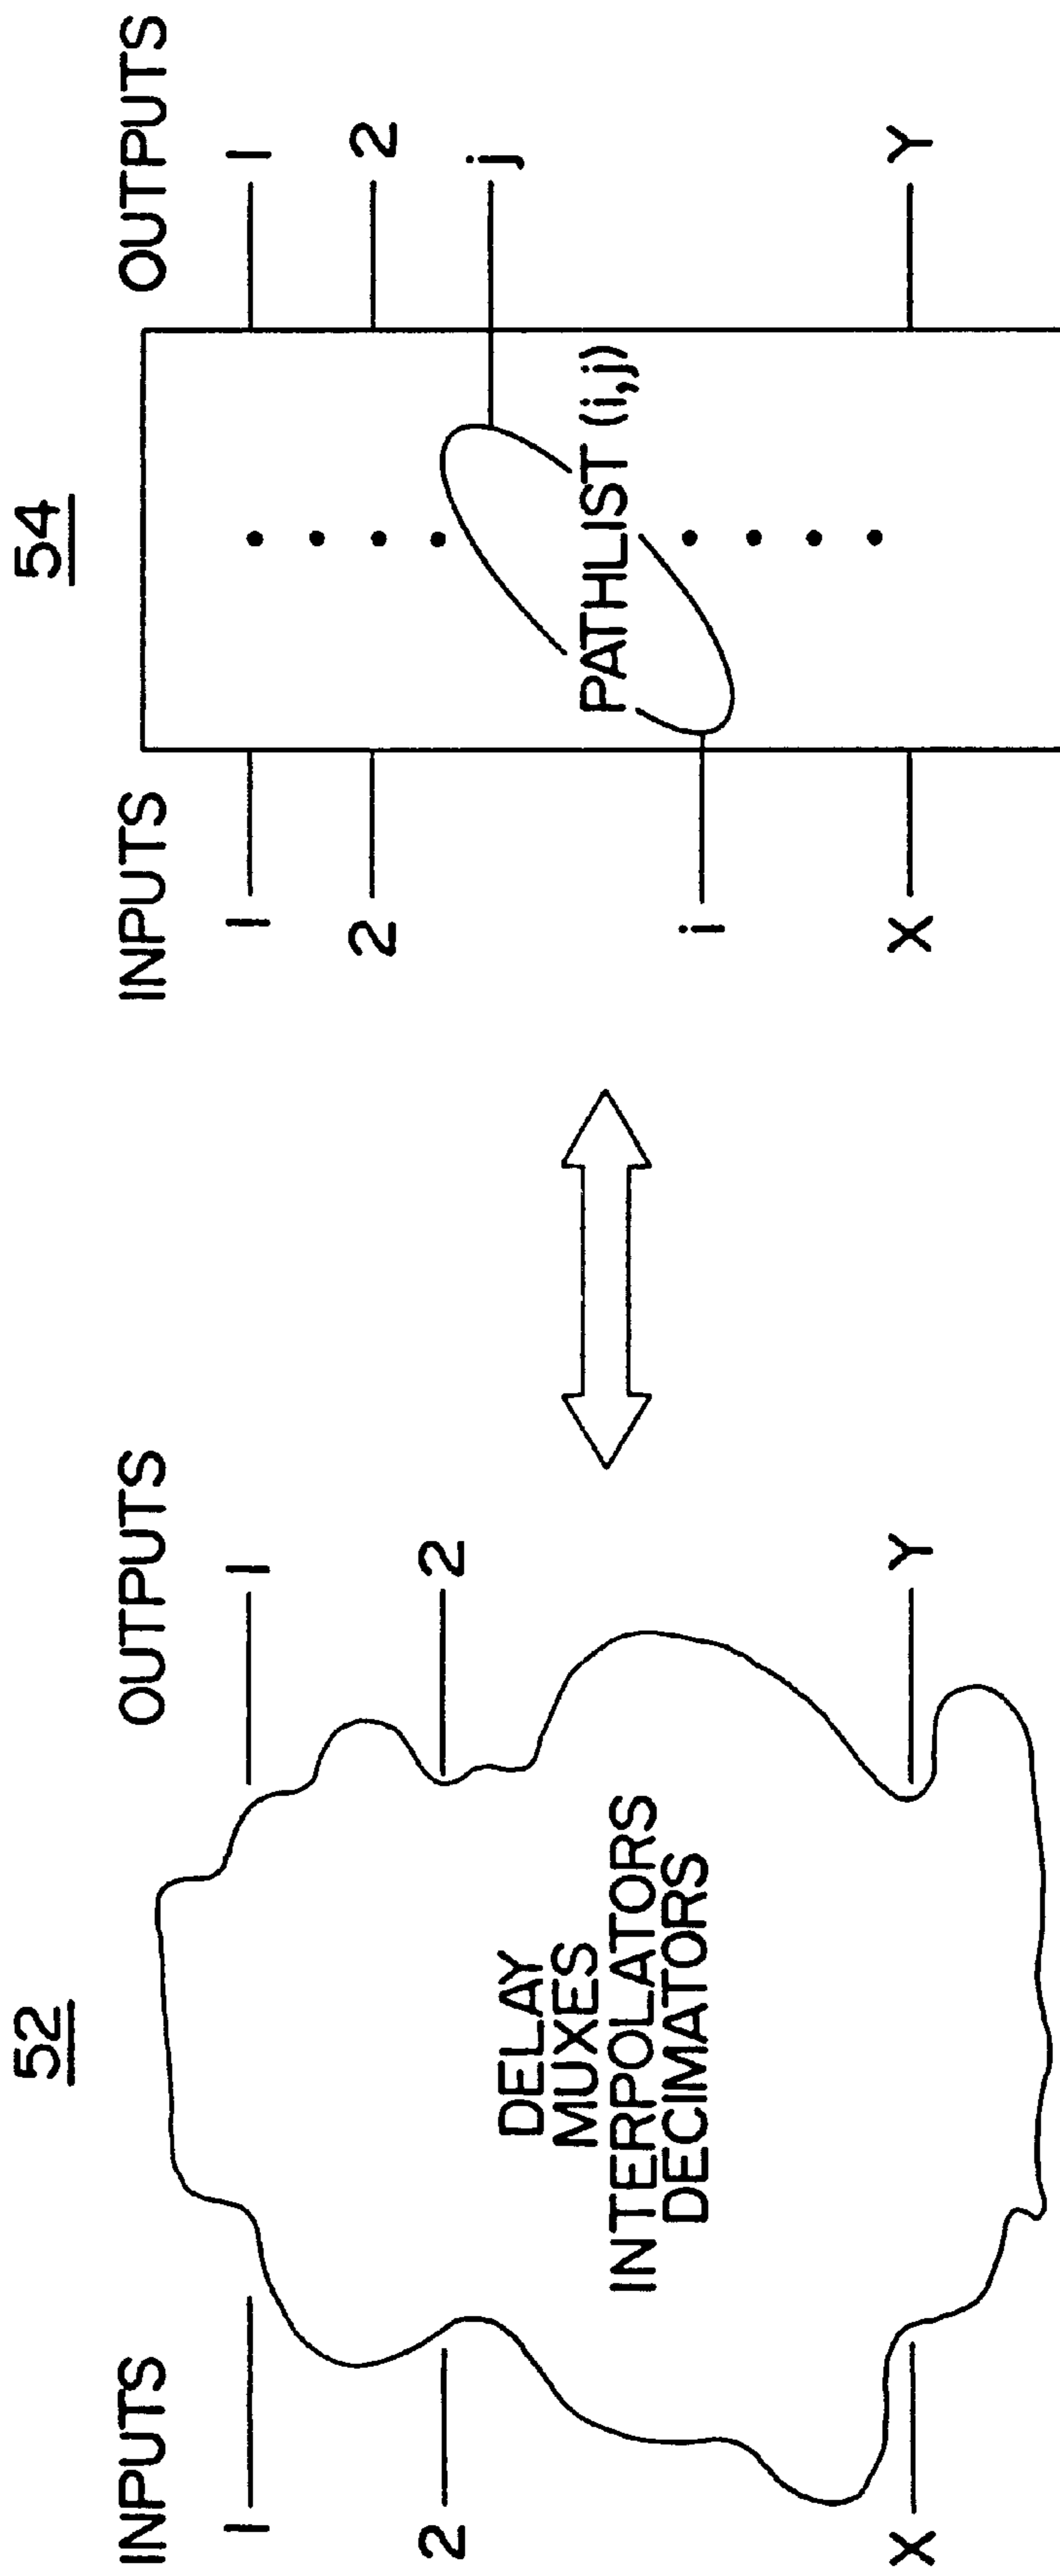 52
INPUTS
OUTPUTS
1
1
2
2
DELAY
MUXES
INTERPOLATORS
DECIMATORS
X
Y
54
INPUTS
OUTPUTS
1
1
2
2
j
PATHLIST (i,j)
i
X
Y